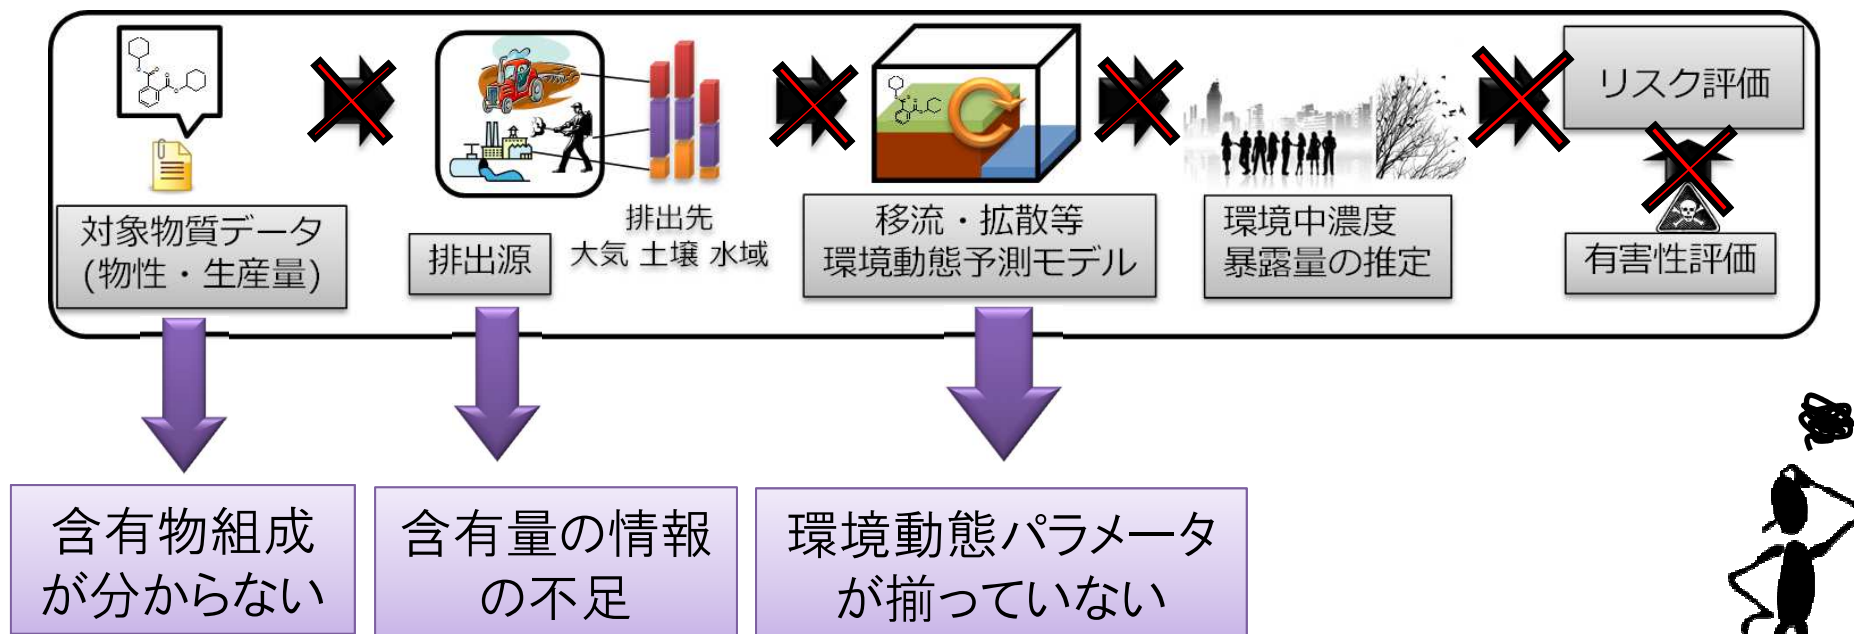 対象物質データ
(物性・生産量)
排出源
排出先
大気 土壌 水域
移流・拡散等
環境動態予測モデル
環境中濃度
暴露量の推定
リスク評価
有害性評価
含有物組成
が分からない
含有量の情報
の不足
環境動態パラメータ
が揃っていない